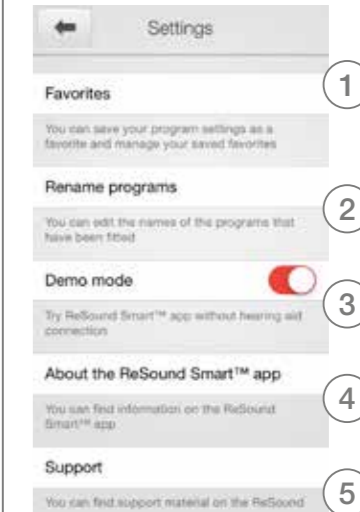 Settings
Favorites
1
You can save your program settings as a
favorite and manage your saved favorites
Rename programs
2
You can edit the names of the programs that
have been fitted
Demo mode
3
Try ReSound Smart™ app without hearing aid
connection
About the ReSound Smart™ app
4
You can find information on the ReSound
Smart™ app
Support
5
You can find support material on the ReSound